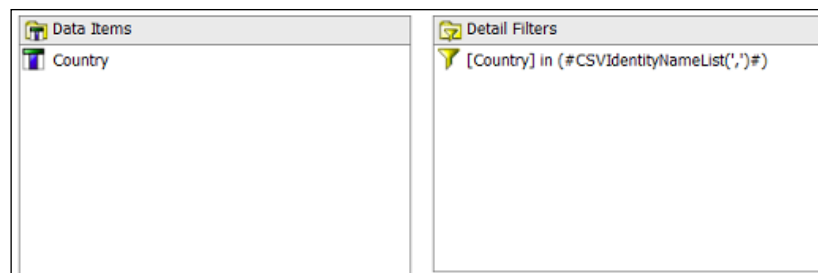 Data Items
Country
Detail Filters
[Country] in (#CSVIdentityNameList(',')#)